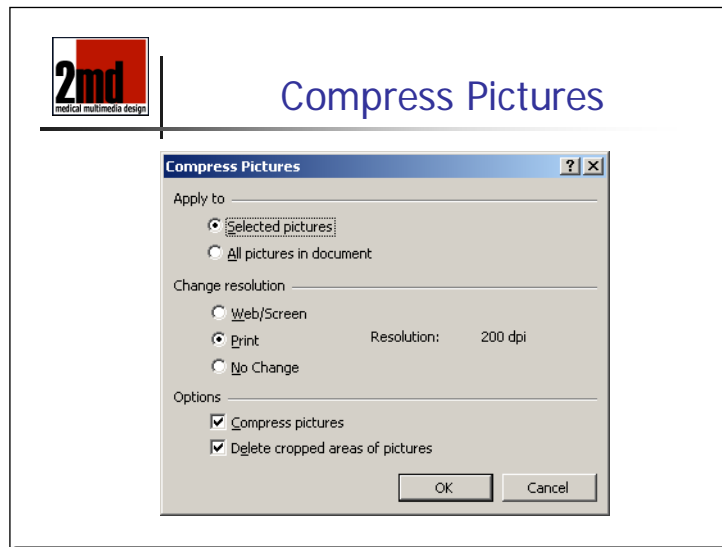 2md
medical multimedia design
Compress Pictures
Compress Pictures
Apply to
Selected pictures
All pictures in document
Change resolution
Web/Screen
Print Resolution: 200 dpi
No Change
Options
Compress pictures
Delete cropped areas of pictures
OK Cancel